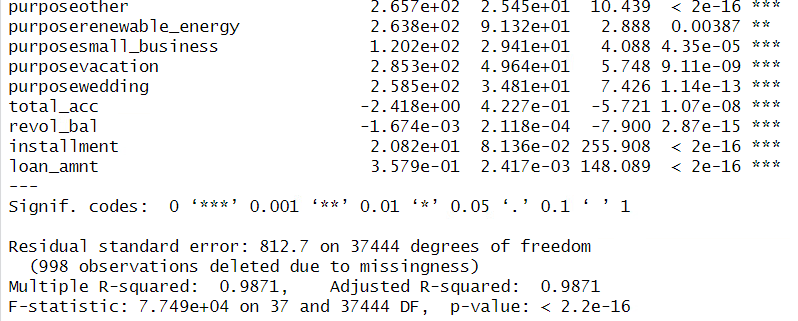 purposeother 2.657e+02 2.545e+01 10.439 < 2e-16 ***
purposerenewable_energy 2.638e+02 9.132e+01 2.888 0.00387 **
purposesmall_business 1.202e+02 2.941e+01 4.088 4.35e-05 ***
purposevacation 2.853e+02 4.964e+01 5.748 9.11e-09 ***
purposewedding 2.585e+02 3.481e+01 7.426 1.14e-13 ***
total_acc -2.418e+00 4.227e-01 -5.721 1.07e-08 ***
revol_bal -1.674e-03 2.118e-04 -7.900 2.87e-15 ***
installment 2.082e+01 8.136e-02 255.908 < 2e-16 ***
loan_amnt 3.579e-01 2.417e-03 148.089 < 2e-16 ***
---
Signif. codes: 0 ‘***’ 0.001 ‘**’ 0.01 ‘*’ 0.05 ‘.’ 0.1 ‘ ’ 1
Residual standard error: 812.7 on 37444 degrees of freedom
(998 observations deleted due to missingness)
Multiple R-squared: 0.9871, Adjusted R-squared: 0.9871
F-statistic: 7.749e+04 on 37 and 37444 DF, p-value: < 2.2e-16